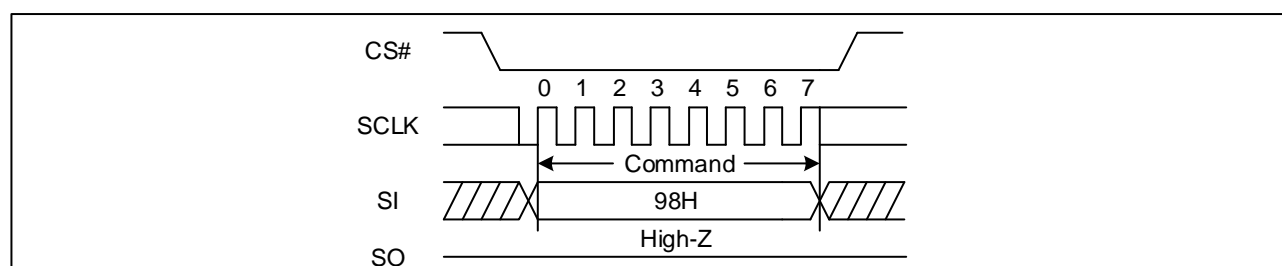 CS#
0 1 2 3 4 5 6 7
SCLK
Command
SI 98H
High-Z
SO